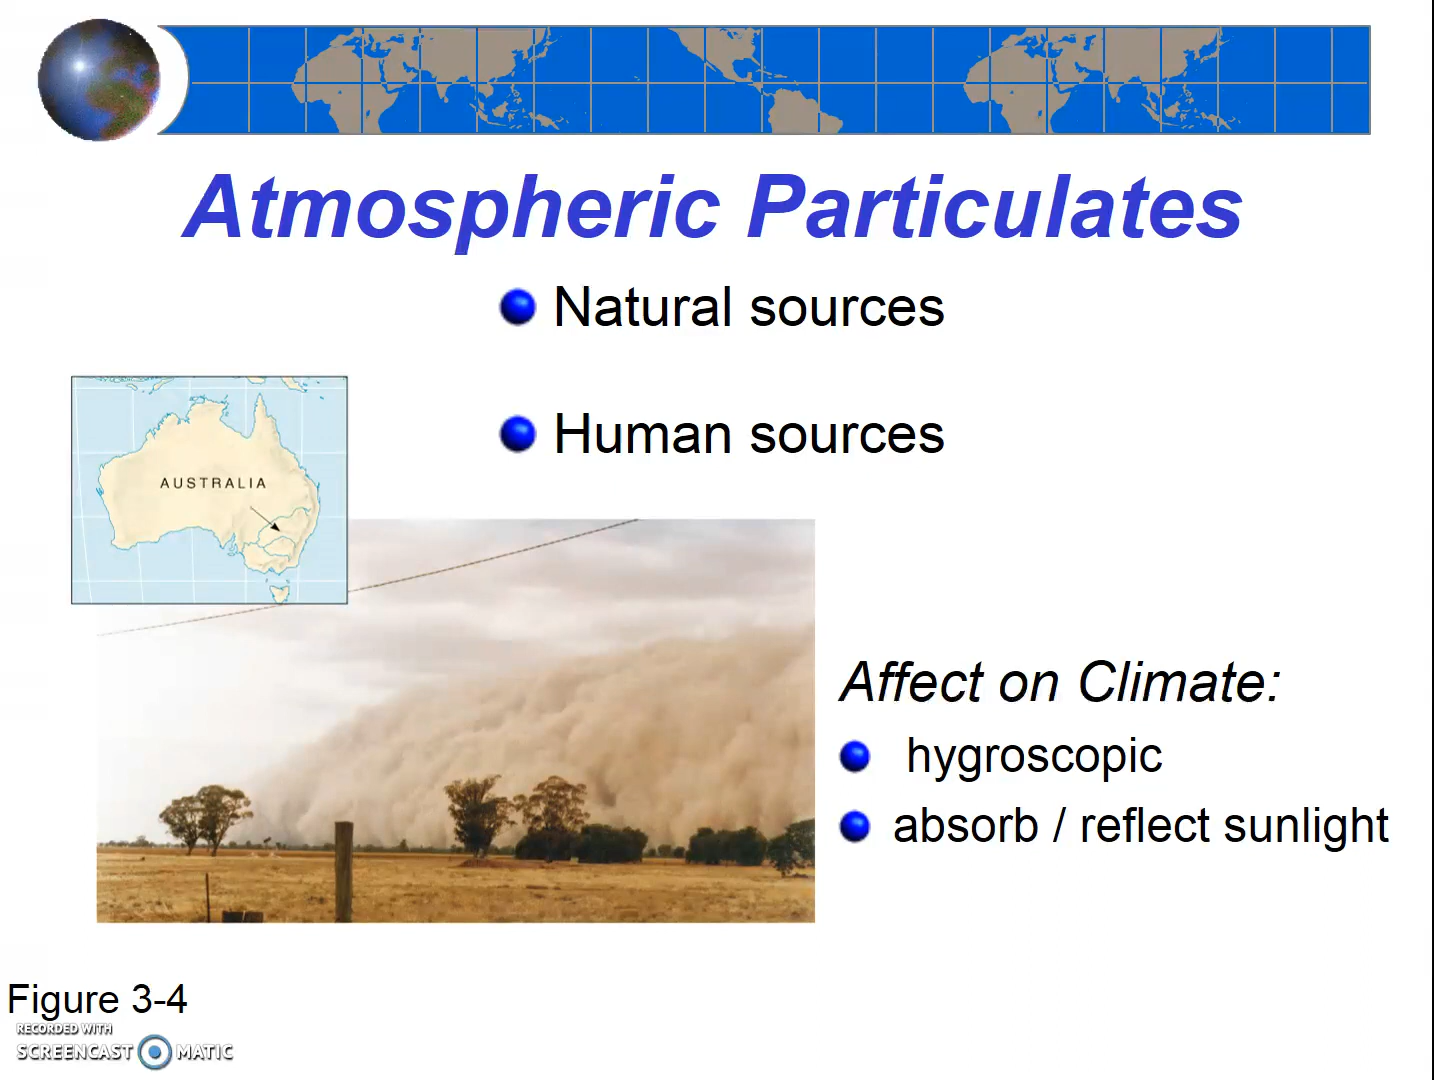 Atmospheric Particulates
Natural sources
Human sources
AUSTRALIA
Affect on Climate:
hygroscopic
absorb / reflect sunlight
Figure 3-4
RECORDED WITH
SCREENCAST MATIC